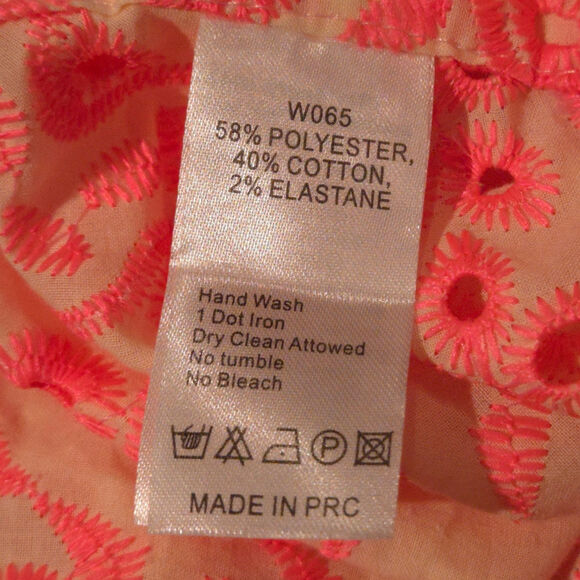 W065
58% POLYESTER,
40% COTTON,
2% ELASTANE
Hand Wash
1 Dot Iron
Dry Clean Attowed
No tumble
No Bleach
P
MADE IN PRC